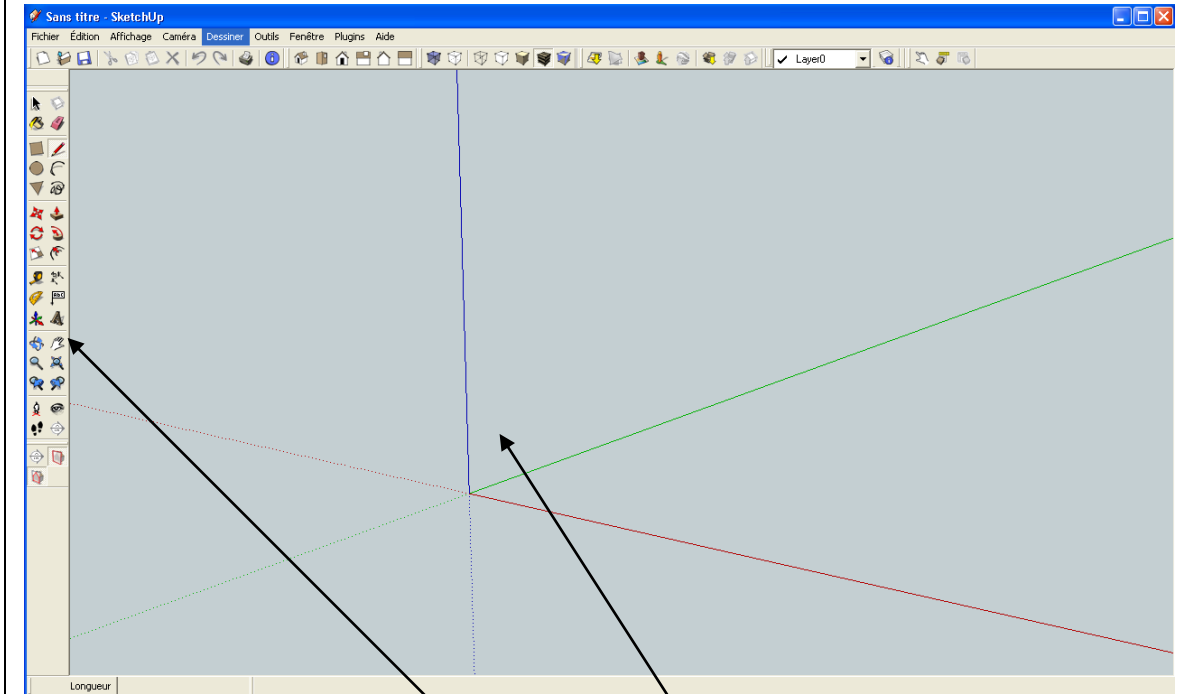 Sans titre - SketchUp
Fichier Édition Affichage Caméra Dessiner Outils Fenêtre Plugins Aide
Layer0
Longueur